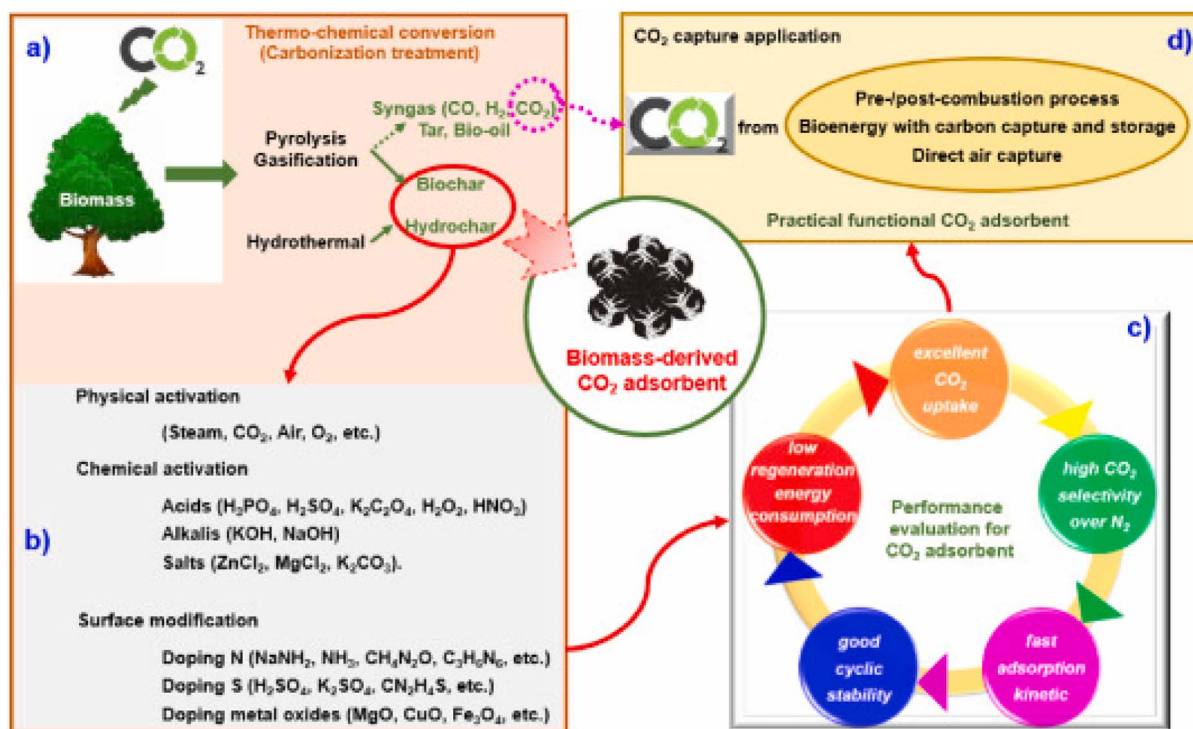 a)
CO2
Biomass
Thermo-chemical conversion
(Carbonization treatment)
Pyrolysis
Gasification
Syngas (CO, H2, CO2)
Tar, Bio-oil
Biochar
Hydrothermal
Hydrochar
Biomass-derived
CO2 adsorbent
b)
Physical activation
(Steam, CO2, Air, O2, etc.)
Chemical activation
Acids (H3PO4, H2SO4, K2C2O4, H2O2, HNO3)
Alkalis (KOH, NaOH)
Salts (ZnCl2, MgCl2, K2CO3).
Surface modification
Doping N (NaNH2, NH3, CH4N2O, C3H6N6, etc.)
Doping S (H2SO4, K2SO4, CN2H4S, etc.)
Doping metal oxides (MgO, CuO, Fe3O4, etc.)
c)
excellent
CO2
uptake
high CO2
selectivity
over N2
fast
adsorption
kinetic
good
cyclic
stability
low
regeneration
energy
consumption
Performance
evaluation for
CO2 adsorbent
d)
CO2 capture application
CO2 from
Pre-/post-combustion process
Bioenergy with carbon capture and storage
Direct air capture
Practical functional CO2 adsorbent